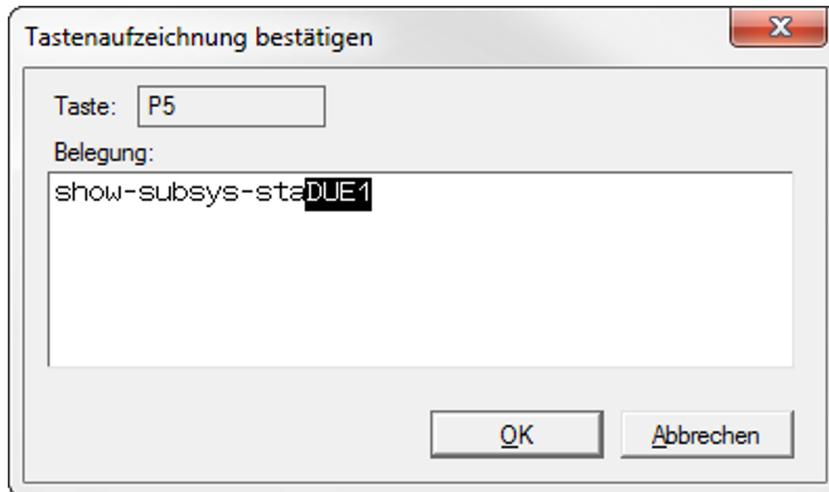 Tastenaufzeichnung bestätigen
Taste: P5
Belegung:
show-subsys-staDUE1
OK Abbrechen